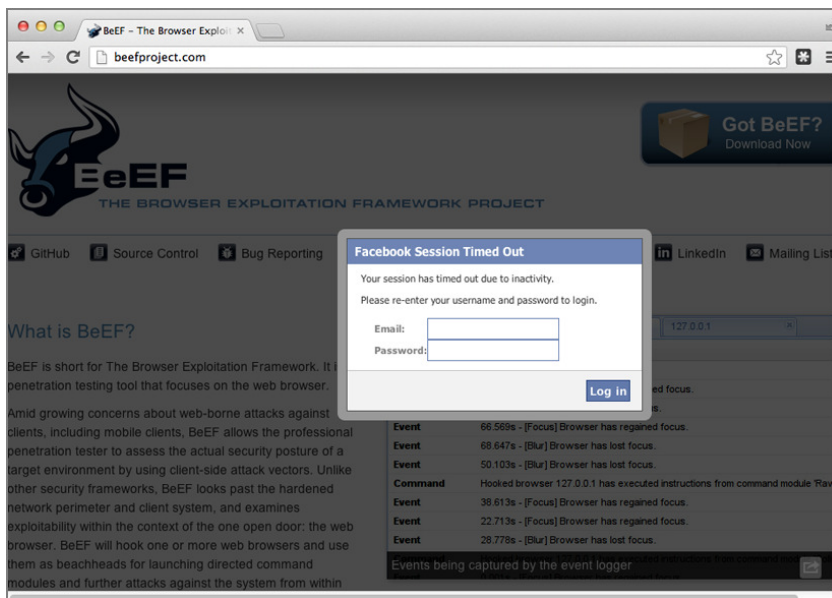 BeEF - The Browser Exploit
beefproject.com
BeEF
THE BROWSER EXPLOITATION FRAMEWORK PROJECT
Got BeEF?
Download Now
GitHub
Source Control
Bug Reporting
LinkedIn
Mailing List
Facebook Session Timed Out
Your session has timed out due to inactivity.
Please re-enter your username and password to login.
Email:
Password:
Log in
What is BeEF?
BeEF is short for The Browser Exploitation Framework. It i
penetration testing tool that focuses on the web browser.
Amid growing concerns about web-borne attacks against
clients, including mobile clients, BeEF allows the professional
penetration tester to assess the actual security posture of a
target environment by using client-side attack vectors. Unlike
other security frameworks, BeEF looks past the hardened
network perimeter and client system, and examines
exploitability within the context of the one open door: the web
browser. BeEF will hook one or more web browsers and use
them as beachheads for launching directed command
modules and further attacks against the system from within
127.0.0.1
ed focus.
s.
Event 66.569s - [Focus] Browser has regained focus.
Event 68.647s - [Blur] Browser has lost focus.
Event 50.103s - [Blur] Browser has lost focus.
Command Hooked browser 127.0.0.1 has executed instructions from command module 'Raw
Event 38.613s - [Focus] Browser has regained focus.
Event 22.713s - [Focus] Browser has regained focus.
Event 28.778s - [Blur] Browser has lost focus.
Events being captured by the event logger